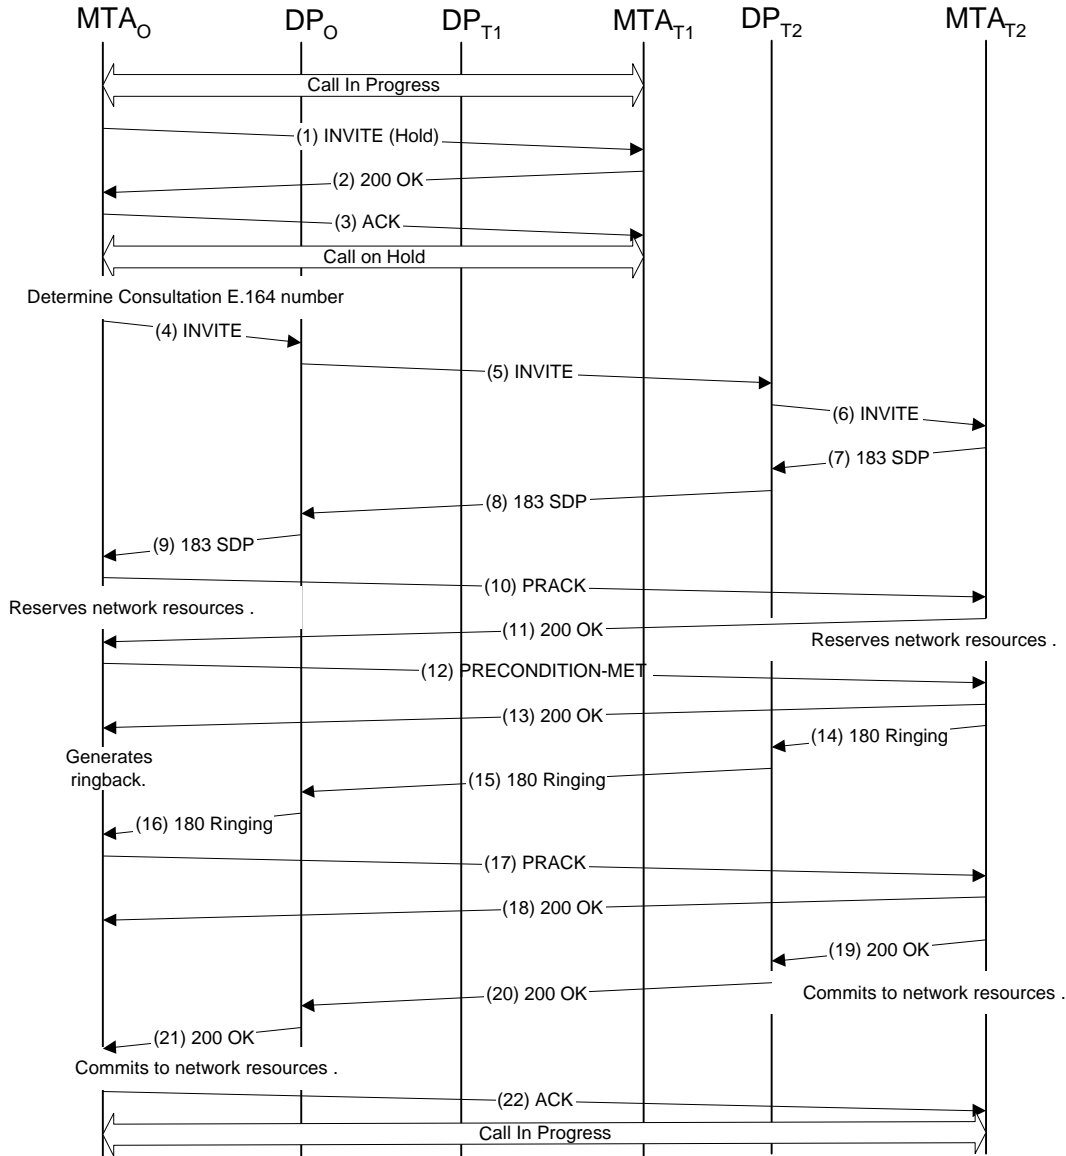 MTAO DPO DPT1 MTAT1 DPT2 MTAT2
Call In Progress
(1) INVITE (Hold)
(2) 200 OK
(3) ACK
Call on Hold
Determine Consultation E.164 number
(4) INVITE
(5) INVITE
(6) INVITE
(7) 183 SDP
(8) 183 SDP
(9) 183 SDP
(10) PRACK
Reserves network resources .
(11) 200 OK
Reserves network resources .
(12) PRECONDITION-MET
(13) 200 OK
(14) 180 Ringing
Generates
ringback.
(15) 180 Ringing
(16) 180 Ringing
(17) PRACK
(18) 200 OK
(19) 200 OK
(20) 200 OK
Commits to network resources .
(21) 200 OK
Commits to network resources .
(22) ACK
Call In Progress